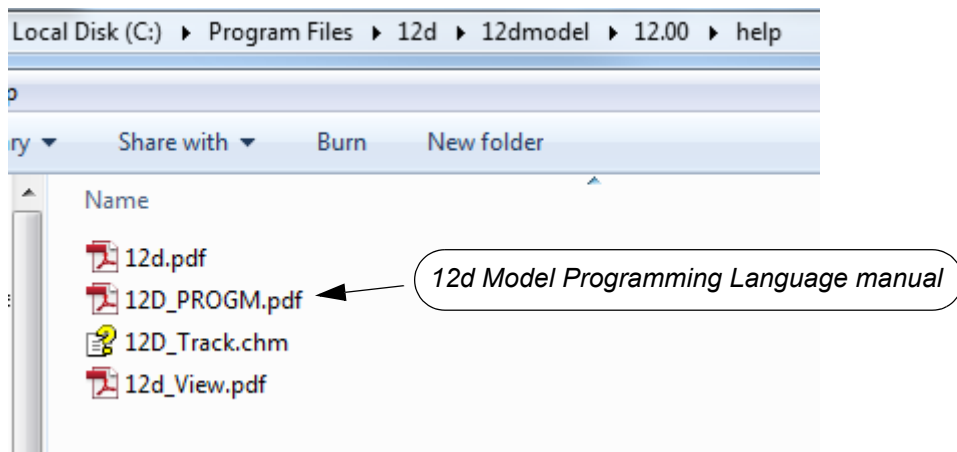 Local Disk (C:) ▸ Program Files ▸ 12d ▸ 12dmodel ▸ 12.00 ▸ help
Share with Burn New folder
Name
12d.pdf
12d Model Programming Language manual
12D_PROGM.pdf
12D_Track.chm
12d_View.pdf